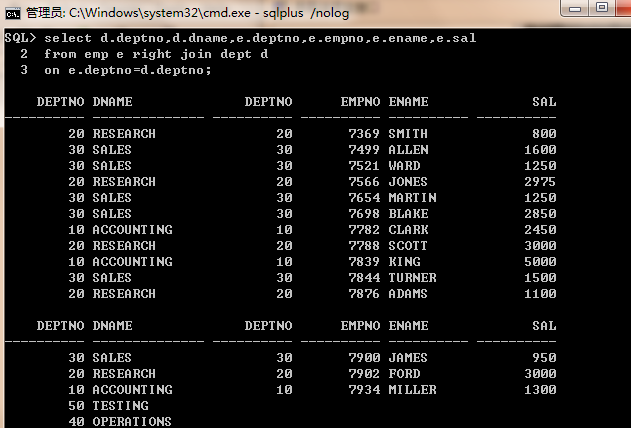 管理员: C:\Windows\system32\cmd.exe - sqlplus /nolog
SQL> select d.deptno,d.dname,e.deptno,e.empno,e.ename,e.sal
2 from emp e right join dept d
3 on e.deptno=d.deptno;
DEPTNO DNAME DEPTNO EMPNO ENAME SAL
---------- -------------- ---------- ---------- ---------- ----------
20 RESEARCH 20 7369 SMITH 800
30 SALES 30 7499 ALLEN 1600
30 SALES 30 7521 WARD 1250
20 RESEARCH 20 7566 JONES 2975
30 SALES 30 7654 MARTIN 1250
30 SALES 30 7698 BLAKE 2850
10 ACCOUNTING 10 7782 CLARK 2450
20 RESEARCH 20 7788 SCOTT 3000
10 ACCOUNTING 10 7839 KING 5000
30 SALES 30 7844 TURNER 1500
20 RESEARCH 20 7876 ADAMS 1100
DEPTNO DNAME DEPTNO EMPNO ENAME SAL
---------- -------------- ---------- ---------- ---------- ----------
30 SALES 30 7900 JAMES 950
20 RESEARCH 20 7902 FORD 3000
10 ACCOUNTING 10 7934 MILLER 1300
50 TESTING
40 OPERATIONS